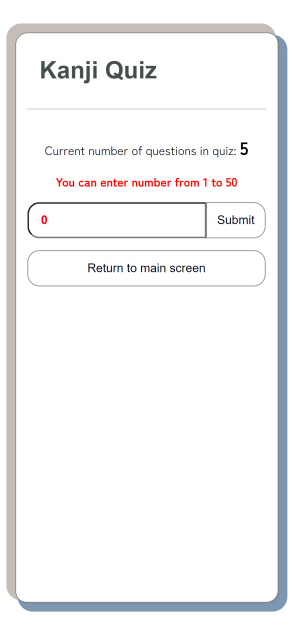 Kanji Quiz
Current number of questions in quiz: 5
You can enter number from 1 to 50
0 Submit
Return to main screen